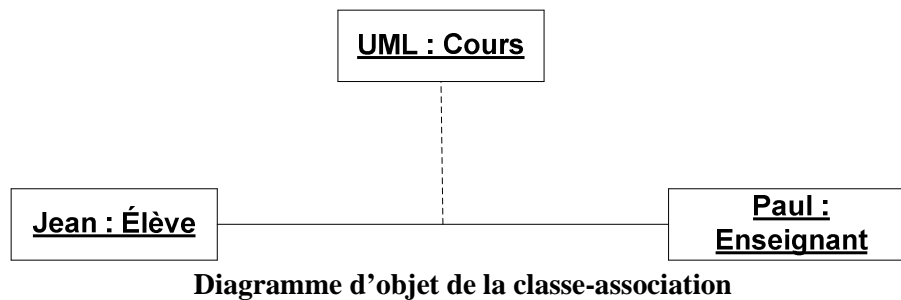 UML : Cours
Jean : Élève
Paul :
Enseignant
Diagramme d'objet de la classe-association